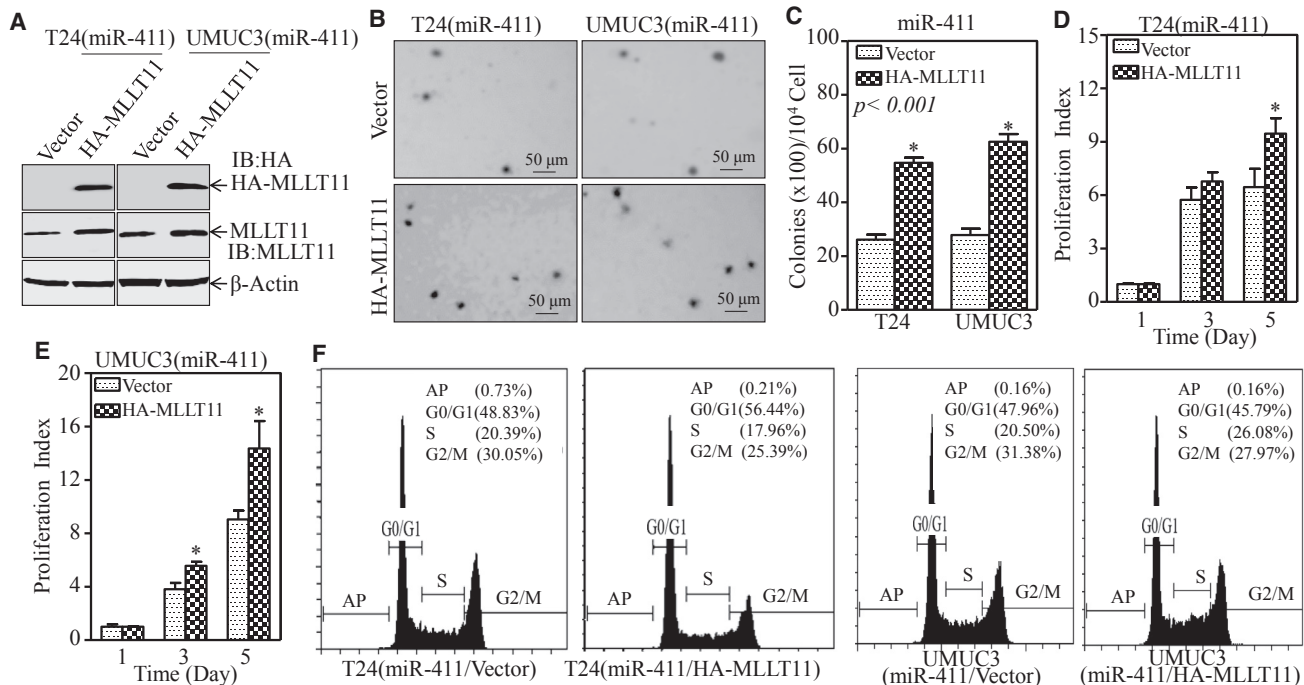 A
T24(miR-411) UMUC3(miR-411)
Vector
HA-MLLT11
Vector
HA-MLLT11
IB:HA
HA-MLLT11
MLLT11
IB:MLLT11
β-Actin
B
T24(miR-411) UMUC3(miR-411)
Vector
50 μm
50 μm
HA-MLLT11
50 μm
50 μm
C
miR-411
Colonies (x100)/10⁴ Cell
100
80
60
40
20
0
Vector
HA-MLLT11
p< 0.001
*
*
T24 UMUC3
D
T24(miR-411)
Proliferation Index
15
12
9
6
3
0
Vector
HA-MLLT11
*
1 3 5
Time (Day)
E
UMUC3(miR-411)
Proliferation Index
20
16
12
8
4
0
Vector
HA-MLLT11
*
*
1 3 5
Time (Day)
F
AP (0.73%)
G0/G1(48.83%)
S (20.39%)
G2/M (30.05%)
G0/G1
S
AP
G2/M
T24(miR-411/Vector)
AP (0.21%)
G0/G1(56.44%)
S (17.96%)
G2/M (25.39%)
G0/G1
S
AP
G2/M
T24(miR-411/HA-MLLT11)
AP (0.16%)
G0/G1(47.96%)
S (20.50%)
G2/M (31.38%)
G0/G1
S
AP
G2/M
UMUC3
(miR-411/Vector)
AP (0.16%)
G0/G1(45.79%)
S (26.08%)
G2/M (27.97%)
G0/G1
S
AP
G2/M
UMUC3
(miR-411/HA-MLLT11)